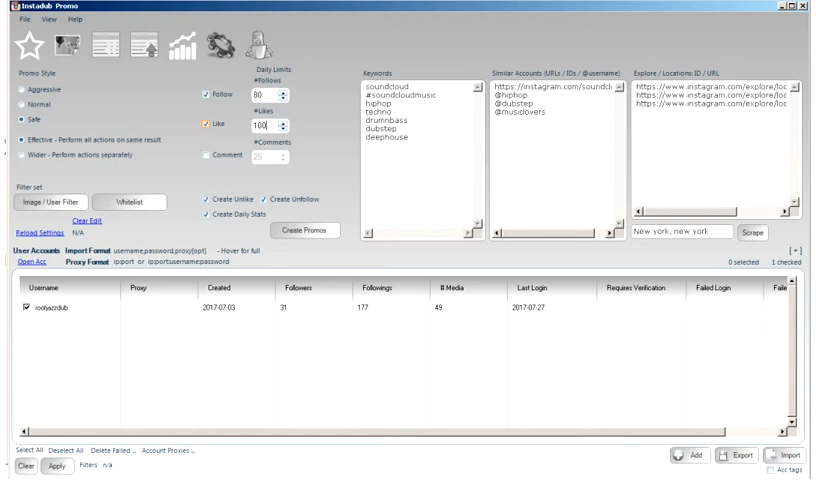 Instadub Promo
File View Help
Promo Style
Aggressive
Normal
Safe
Effective - Perform all actions on same result
Wider - Perform actions separately
Daily Limits
#Follows
Follow 80
#Likes
Like 100
#Comments
Comment 25
Filter set
Image / User Filter Whitelist
Clear Edit
Reload Settings N/A
Create Unlike Create Unfollow
Create Daily Stats
Create Promos
Keywords
soundcloud
#soundcloudmusic
hiphop
techno
drumnbass
dubstep
deephouse
Similar Accounts (URLs / IDs / @username)
https://instagram.com/soundcl
@hiphop
@dubstep
@musiclovers
Explore / Locations: ID / URL
https://www.instagram.com/explore/loc
https://www.instagram.com/explore/loc
https://www.instagram.com/explore/loc
New york, new york Scrape
User Accounts Import Format username,password,proxy[opt] - Hover for full [+]
Open Acc Proxy Format ip:port or ip:port:username:password 0 selected 1 checked
Username Proxy Created Followers Followings # Media Last Login Requires Verification Failed Login Faile
rootjazzdub 2017-07-03 31 177 49 2017-07-27
Select All Deselect All Delete Failed .. Account Proxies ..
Clear Apply Filters n/a
Add Export Import
Acc tags